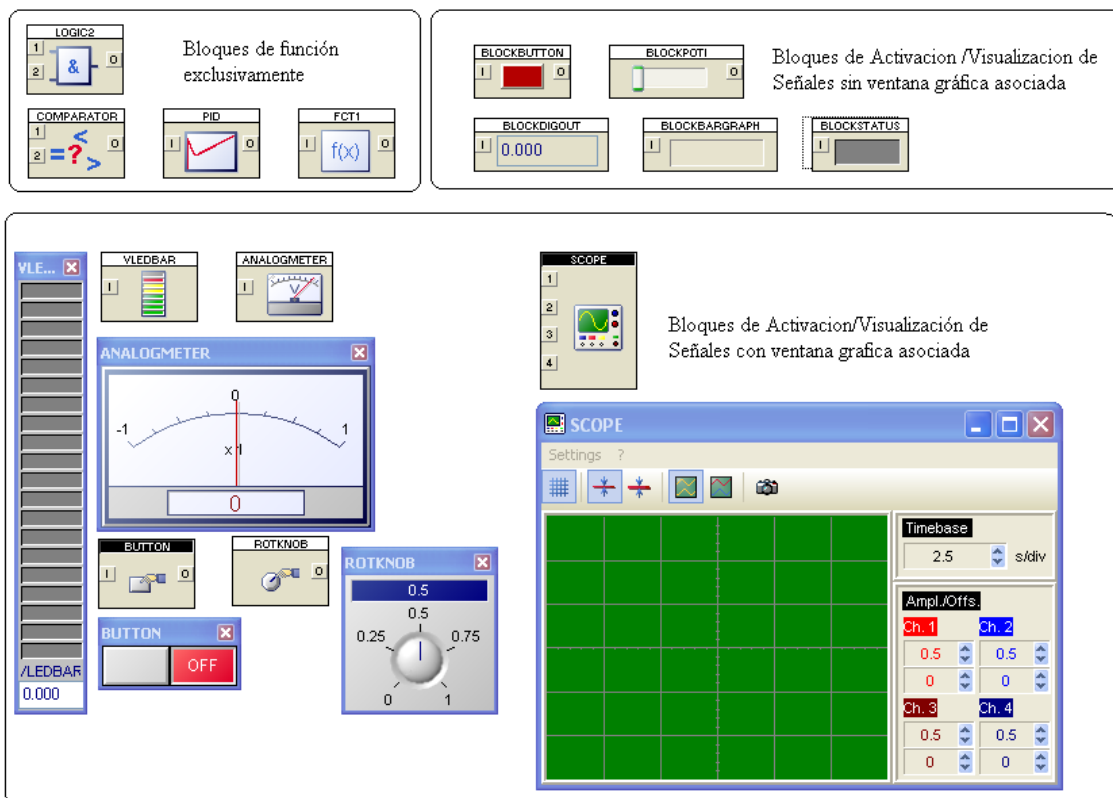 LOGIC2
1
2
&
O
Bloques de función
exclusivamente
COMPARATOR
1
2
< = ? >
O
PID
I
O
FCT1
I
f(x)
O
BLOCKBUTTON
I
O
BLOCKPOTI
O
Bloques de Activacion /Visualizacion de
Señales sin ventana gráfica asociada
BLOCKDIGOUT
I
0.000
BLOCKBARGRAPH
I
BLOCKSTATUS
I
VLE...
VLEDBAR
I
ANALOGMETER
I
V
SCOPE
1
2
3
4
Bloques de Activacion/Visualización de
Señales con ventana grafica asociada
ANALOGMETER
-1
0
1
x 1
0
BUTTON
I
O
ROTKNOB
O
BUTTON
OFF
/LEDBAR
0.000
ROTKNOB
0.5
0.5
0.25
0.75
0
1
SCOPE
Settings ?
Timebase
2.5 s/div
Ampl./Offs.
Ch. 1 Ch. 2
0.5 0.5
0 0
Ch. 3 Ch. 4
0.5 0.5
0 0